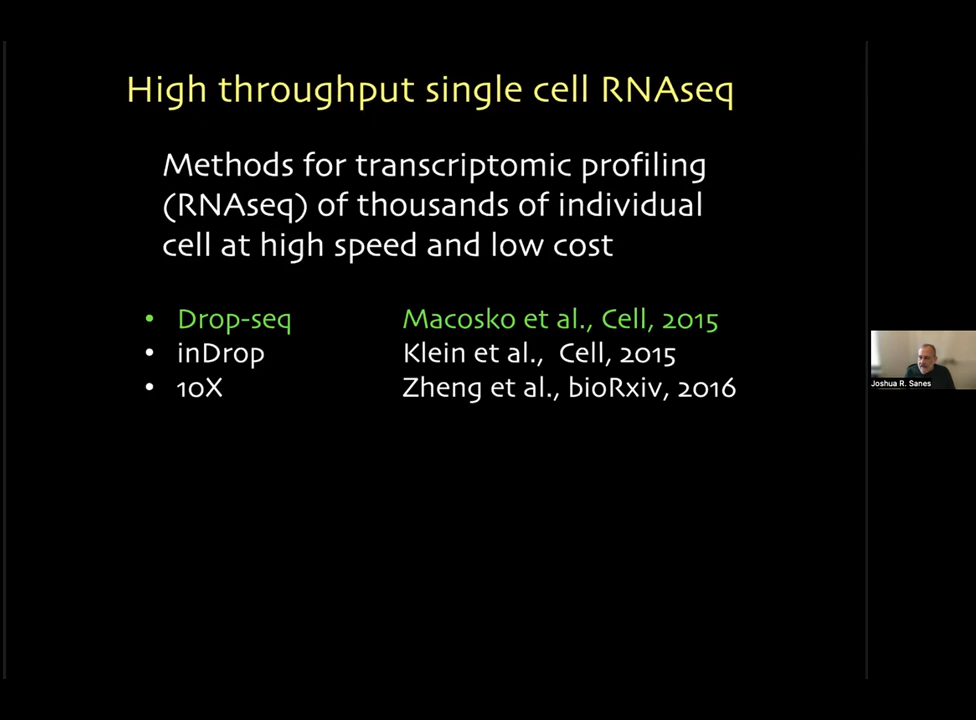 High throughput single cell RNAseq
Methods for transcriptomic profiling
(RNAseq) of thousands of individual
cell at high speed and low cost
• Drop-seq Macosko et al., Cell, 2015
• inDrop Klein et al., Cell, 2015
• 10X Zheng et al., bioRxiv, 2016
Joshua R. Sanes